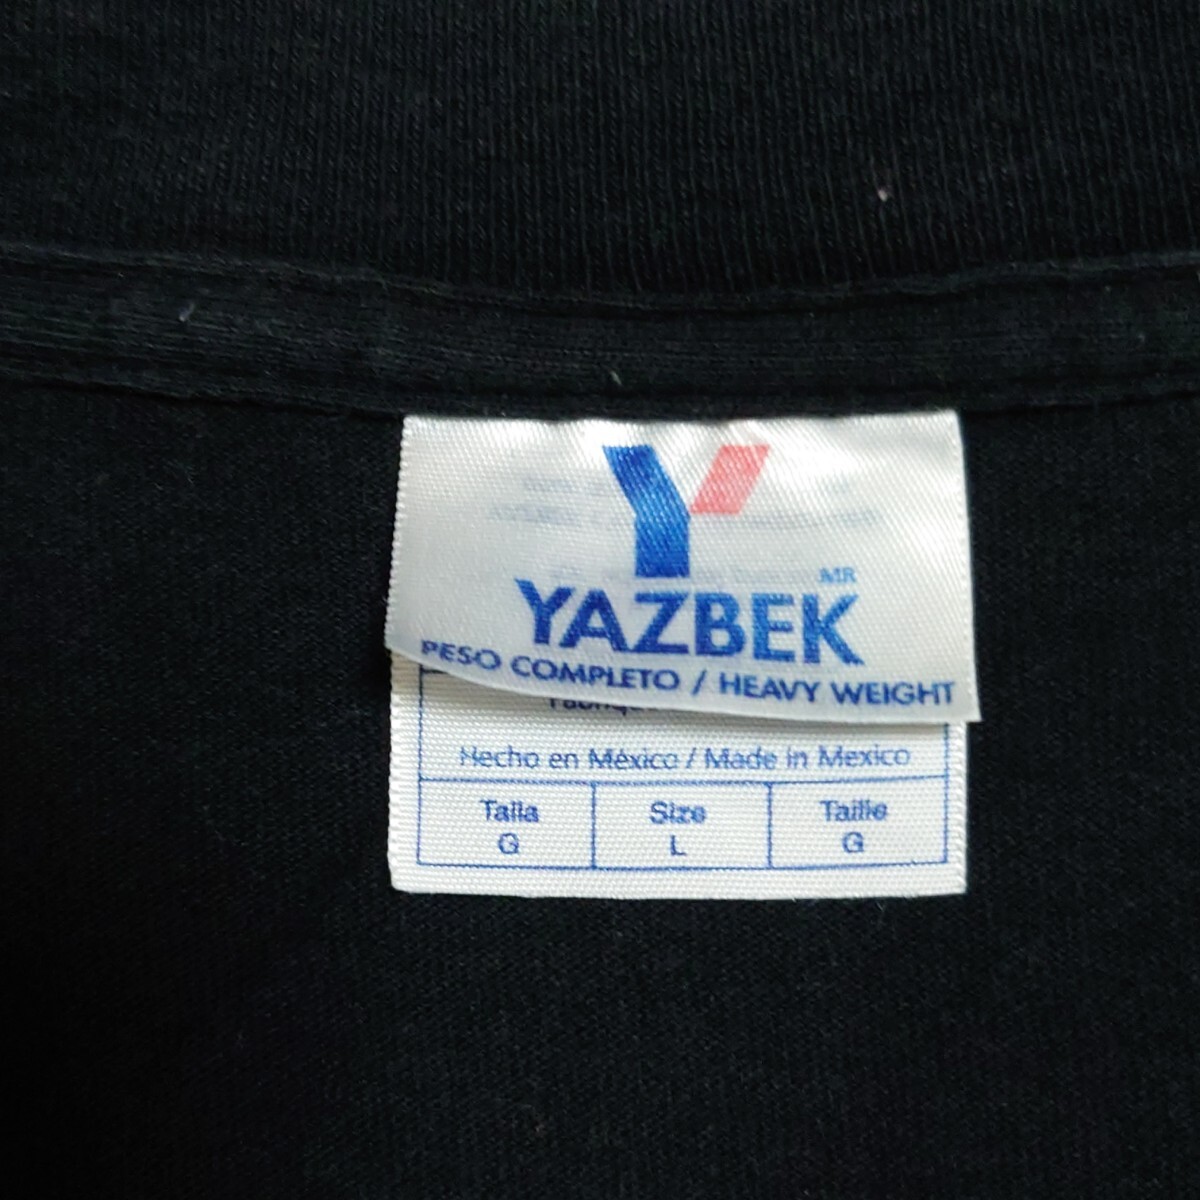 Y
YAZBEK MR
PESO COMPLETO / HEAVY WEIGHT
Hecho en México / Made in Mexico
Talla Size Taille
G L G